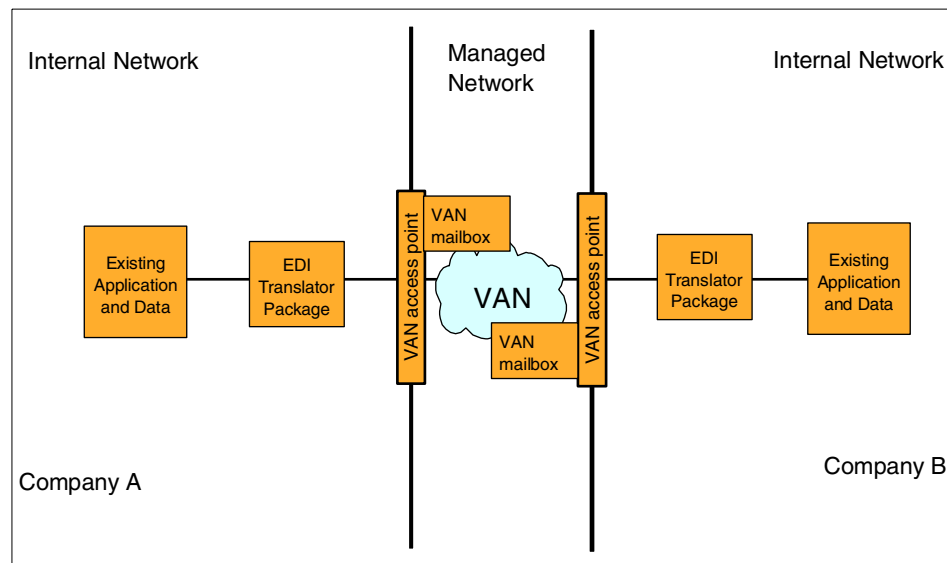 Internal Network
Managed
Network
Internal Network
Existing
Application
and Data
EDI
Translator
Package
VAN access point
VAN
mailbox
VAN
VAN
mailbox
VAN access point
EDI
Translator
Package
Existing
Application
and Data
Company A
Company B